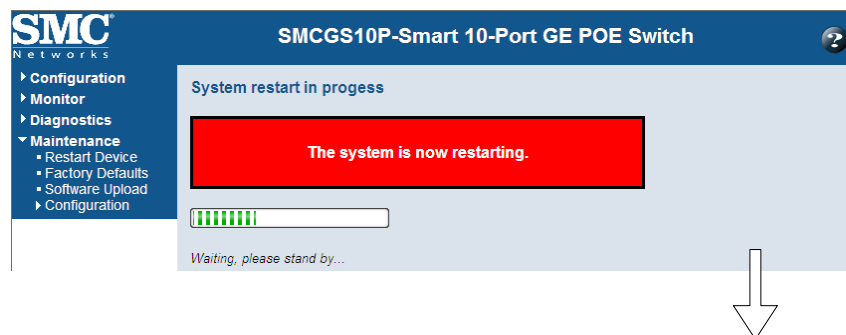 SMC
Networks
SMCGS10P-Smart 10-Port GE POE Switch
?
Configuration
Monitor
Diagnostics
Maintenance
Restart Device
Factory Defaults
Software Upload
Configuration
System restart in progess
The system is now restarting.
Waiting, please stand by...